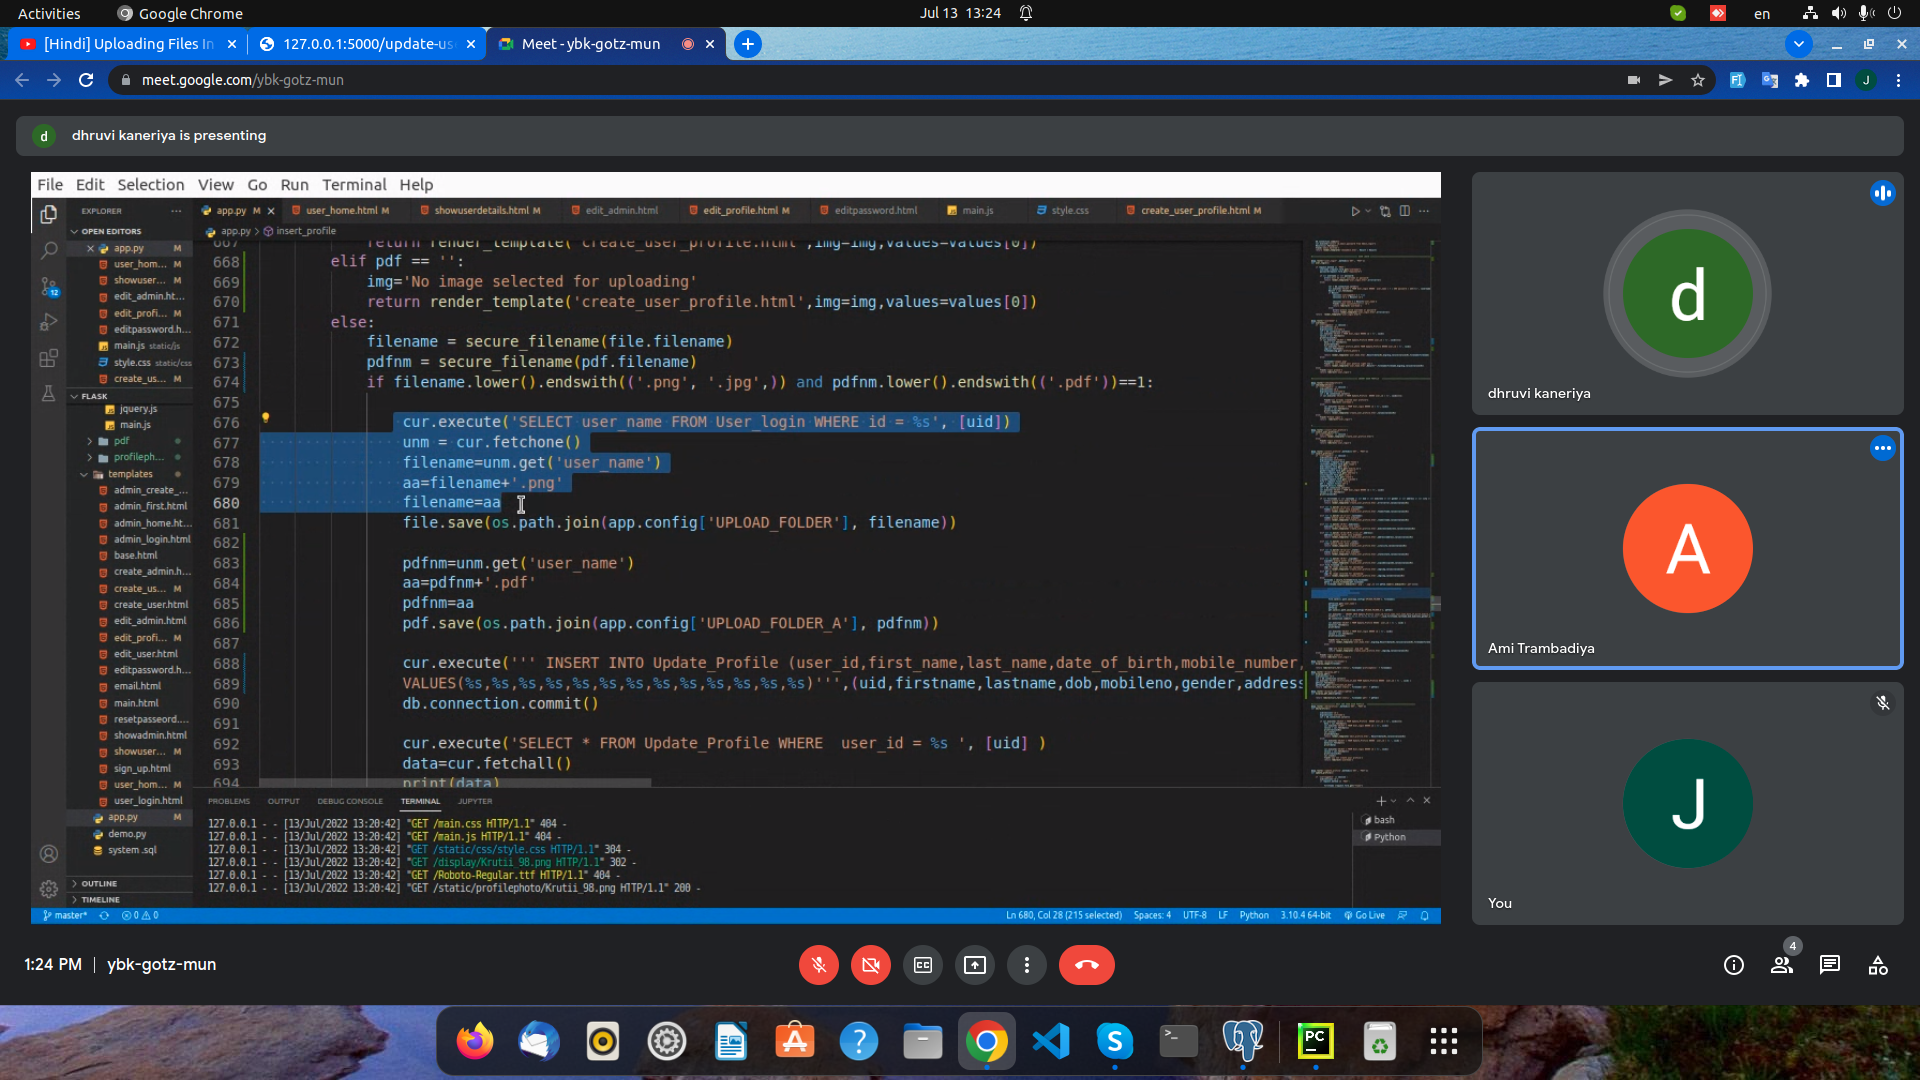 Activities
Google Chrome
Jul 13 13:24
en
[Hindi] Uploading Files In
127.0.0.1:5000/update-us
Meet - ybk-gotz-mun
meet.google.com/ybk-gotz-mun
J
d
dhruvi kaneriya is presenting
File Edit Selection View Go Run Terminal Help
EXPLORER
app.py M
user_home.html M
showuserdetails.html M
edit_admin.html
edit_profile.html M
editpassword.html
main.js
style.css
create_user_profile.html M
app.py > insert_profile
OPEN EDITORS
app.py M
user_hom... M
showuser... M
edit_admin.ht...
edit_profi... M
editpassword.h...
main.js static/js
style.css static/css
create_us... M
FLASK
jquery.js
main.js
pdf
profileph...
templates
admin_create_...
admin_first.html
admin_home.ht...
admin_login.html
base.html
create_admin.h...
create_us... M
create_user.html
edit_admin.html
edit_profi... M
edit_user.html
editpassword.h...
email.html
main.html
resetpasseord....
showadmin.html
showuser... M
sign_up.html
user_hom... M
user_login.html
app.py M
demo.py
system .sql
OUTLINE
TIMELINE
667 return render_template('create_user_profile.html',img=img,values=values[0])
668 elif pdf == '':
669 img='No image selected for uploading'
670 return render_template('create_user_profile.html',img=img,values=values[0])
671 else:
672 filename = secure_filename(file.filename)
673 pdfnm = secure_filename(pdf.filename)
674 if filename.lower().endswith(('.png', '.jpg',)) and pdfnm.lower().endswith(('.pdf'))==1:
675
676 cur.execute('SELECT user_name FROM User_login WHERE id = %s', [uid])
677 unm = cur.fetchone()
678 filename=unm.get('user_name')
679 aa=filename+'.png'
680 filename=aa
681 file.save(os.path.join(app.config['UPLOAD_FOLDER'], filename))
682
683 pdfnm=unm.get('user_name')
684 aa=pdfnm+'.pdf'
685 pdfnm=aa
686 pdf.save(os.path.join(app.config['UPLOAD_FOLDER_A'], pdfnm))
687
688 cur.execute(''' INSERT INTO Update_Profile (user_id,first_name,last_name,date_of_birth,mobile_number,
689 VALUES(%s,%s,%s,%s,%s,%s,%s,%s,%s,%s,%s,%s,%s)''',(uid,firstname,lastname,dob,mobileno,gender,address
690 db.connection.commit()
691
692 cur.execute('SELECT * FROM Update_Profile WHERE user_id = %s ', [uid] )
693 data=cur.fetchall()
694 print(data)
PROBLEMS OUTPUT DEBUG CONSOLE TERMINAL JUPYTER
127.0.0.1 - - [13/Jul/2022 13:20:42] "GET /main.css HTTP/1.1" 404 -
127.0.0.1 - - [13/Jul/2022 13:20:42] "GET /main.js HTTP/1.1" 404 -
127.0.0.1 - - [13/Jul/2022 13:20:42] "GET /static/css/style.css HTTP/1.1" 304 -
127.0.0.1 - - [13/Jul/2022 13:20:42] "GET /display/Krutii_98.png HTTP/1.1" 302 -
127.0.0.1 - - [13/Jul/2022 13:20:42] "GET /Roboto-Regular.ttf HTTP/1.1" 404 -
127.0.0.1 - - [13/Jul/2022 13:20:42] "GET /static/profilephoto/Krutii_98.png HTTP/1.1" 200 -
bash
Python
12
master* 0 0
Ln 680, Col 28 (215 selected) Spaces: 4 UTF-8 LF Python 3.10.4 64-bit Go Live
d
dhruvi kaneriya
A
Ami Trambadiya
J
You
1:24 PM | ybk-gotz-mun
4
PC